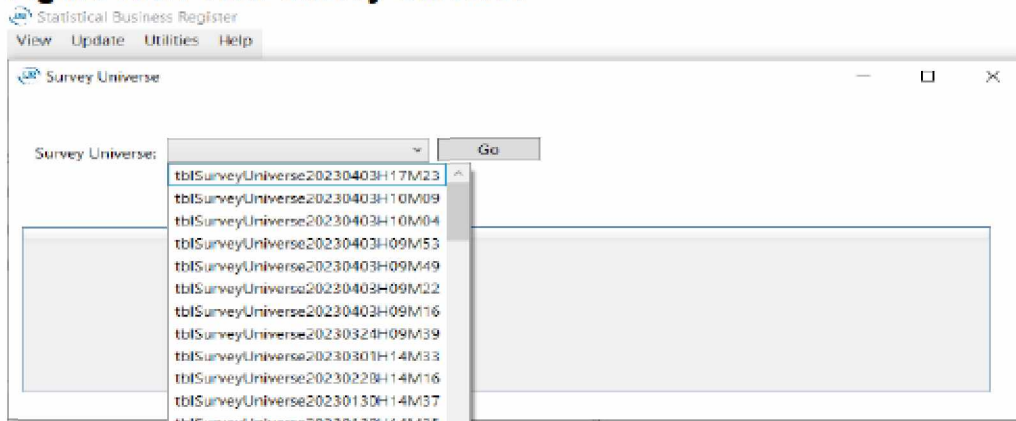 Statistical Business Register
View Update Utilities Help
Survey Universe
Survey Universe: Go
tblSurveyUniverse20230403H17M23
tblSurveyUniverse20230403H10M09
tblSurveyUniverse20230403H10M04
tblSurveyUniverse20230403H09M53
tblSurveyUniverse20230403H09M49
tblSurveyUniverse20230403H09M22
tblSurveyUniverse20230403H09M16
tblSurveyUniverse20230324H09M39
tblSurveyUniverse20230301H14M33
tblSurveyUniverse20230228H14M16
tblSurveyUniverse20230130H14M37